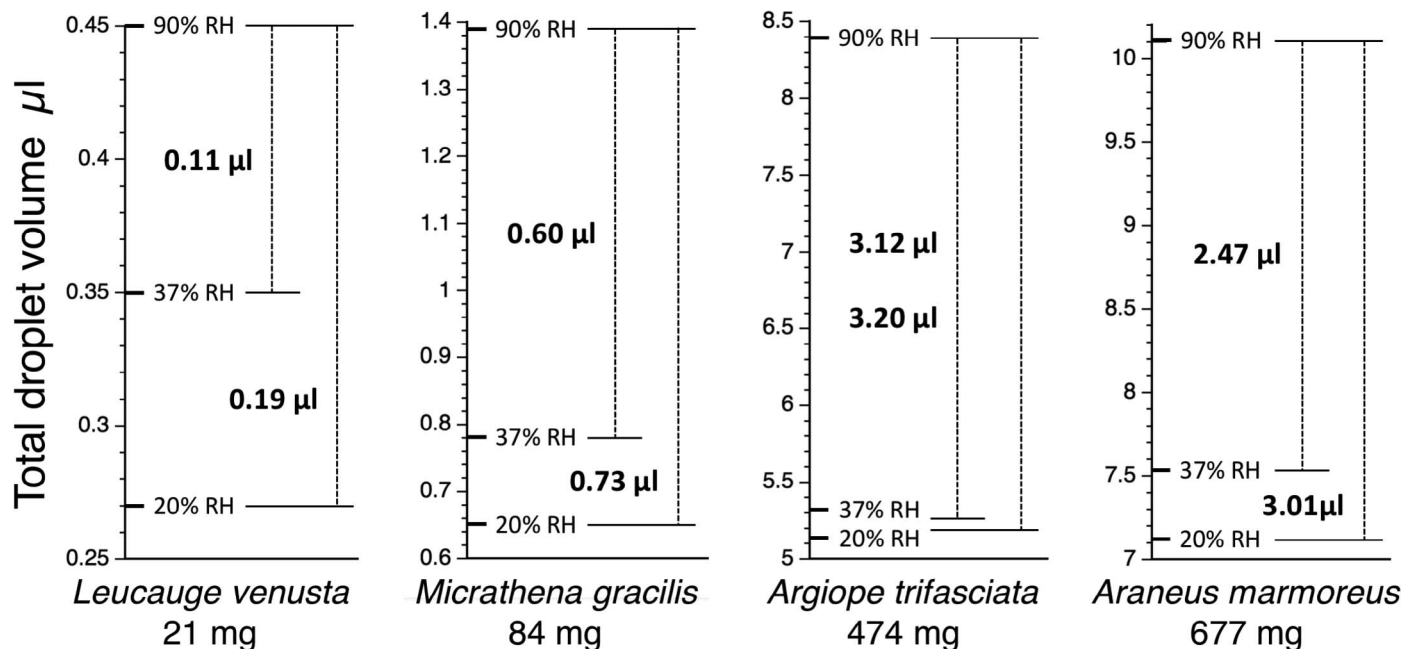 Total droplet volume µl
0.45
0.4
0.35
0.3
0.25
90% RH
0.11 µl
37% RH
0.19 µl
20% RH
Leucauge venusta
21 mg
1.4
1.3
1.2
1.1
1
0.9
0.8
0.7
0.6
90% RH
0.60 µl
37% RH
0.73 µl
20% RH
Micrathena gracilis
84 mg
8.5
8
7.5
7
6.5
6
5.5
5
90% RH
3.12 µl
3.20 µl
37% RH
20% RH
Argiope trifasciata
474 mg
10
9.5
9
8.5
8
7.5
7
90% RH
2.47 µl
37% RH
3.01µl
20% RH
Araneus marmoreus
677 mg